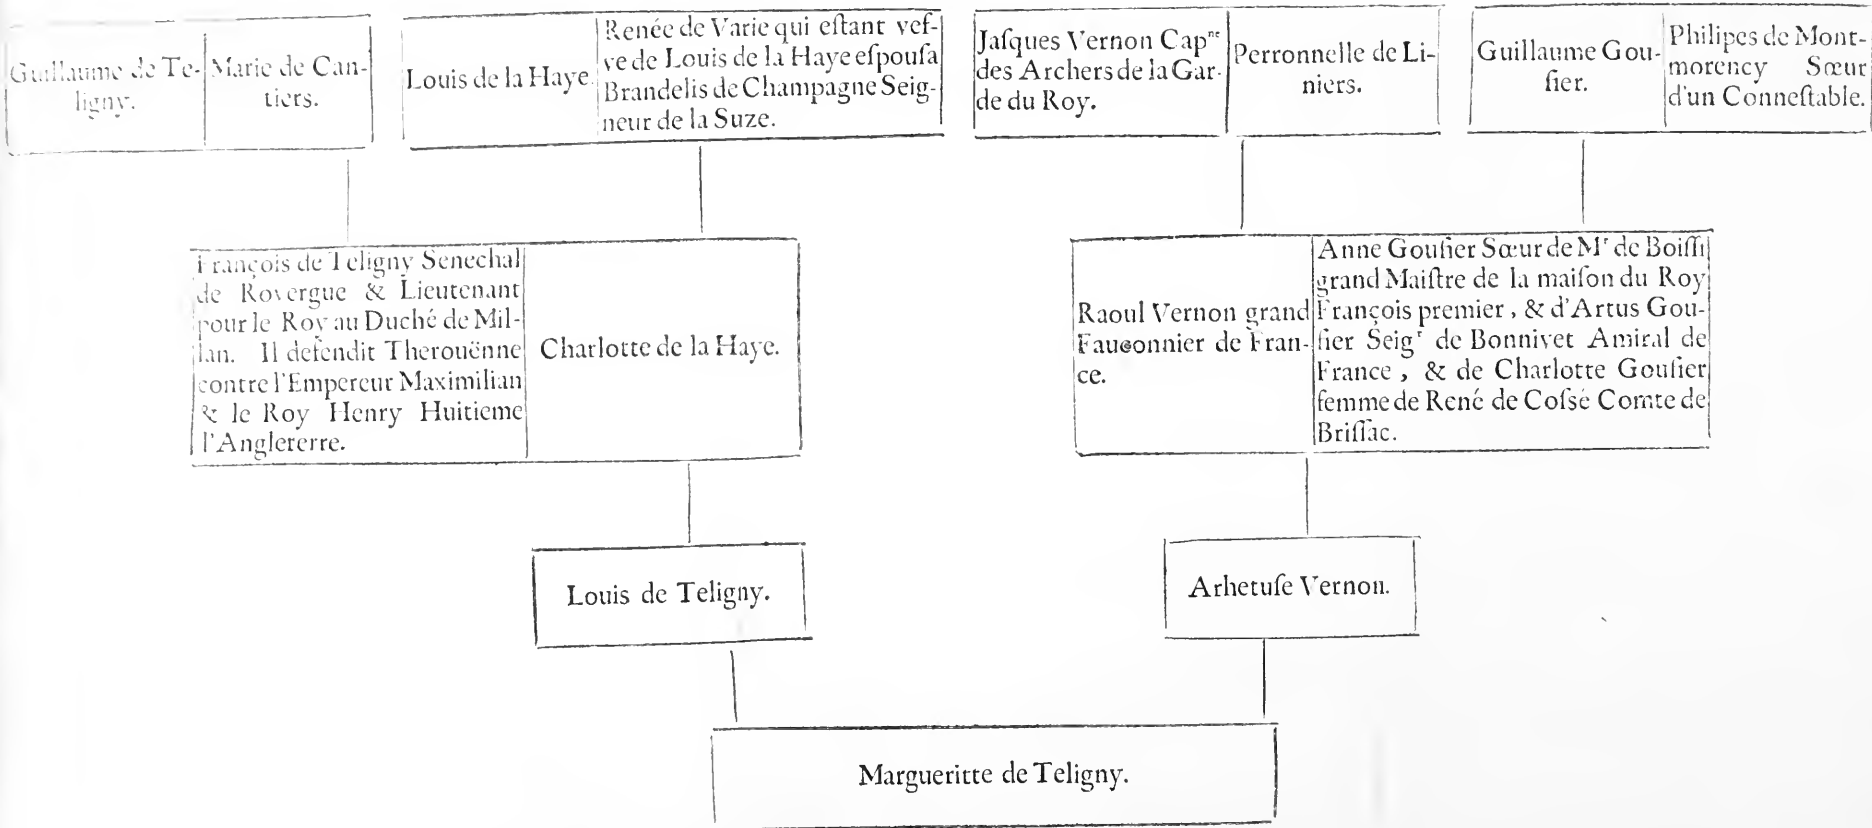 Guillaume de Te-
ligny.
Marie de Can-
tiers.
Louis de la Haye.
Renée de Varie qui eſtant veſ-
ve de Louis de la Haye eſpouſa
Brandelis de Champagne Seig-
neur de la Suze.
Jaſques Vernon Capⁿᵉ
des Archers de la Gar-
de du Roy.
Perronnelle de Li-
niers.
Guillaume Gou-
fier.
Philipes de Mont-
morency Sœur
d'un Conneſtable.
François de Teligny Senechal
de Rovergue & Lieutenant
pour le Roy au Duché de Mil-
lan. Il defendit Therouënne
contre l'Empereur Maximilian
& le Roy Henry Huitieme
l'Angleterre.
Charlotte de la Haye.
Raoul Vernon grand
Fauconnier de Fran-
ce.
Anne Goufier Sœur de Mʳ de Boiſſi
grand Maiſtre de la maiſon du Roy
François premier, & d'Artus Gou-
fier Seigʳ de Bonnivet Amiral de
France, & de Charlotte Goufier
femme de René de Coſsé Comte de
Briſſac.
Louis de Teligny.
Arhetuſe Vernon.
Margueritte de Teligny.